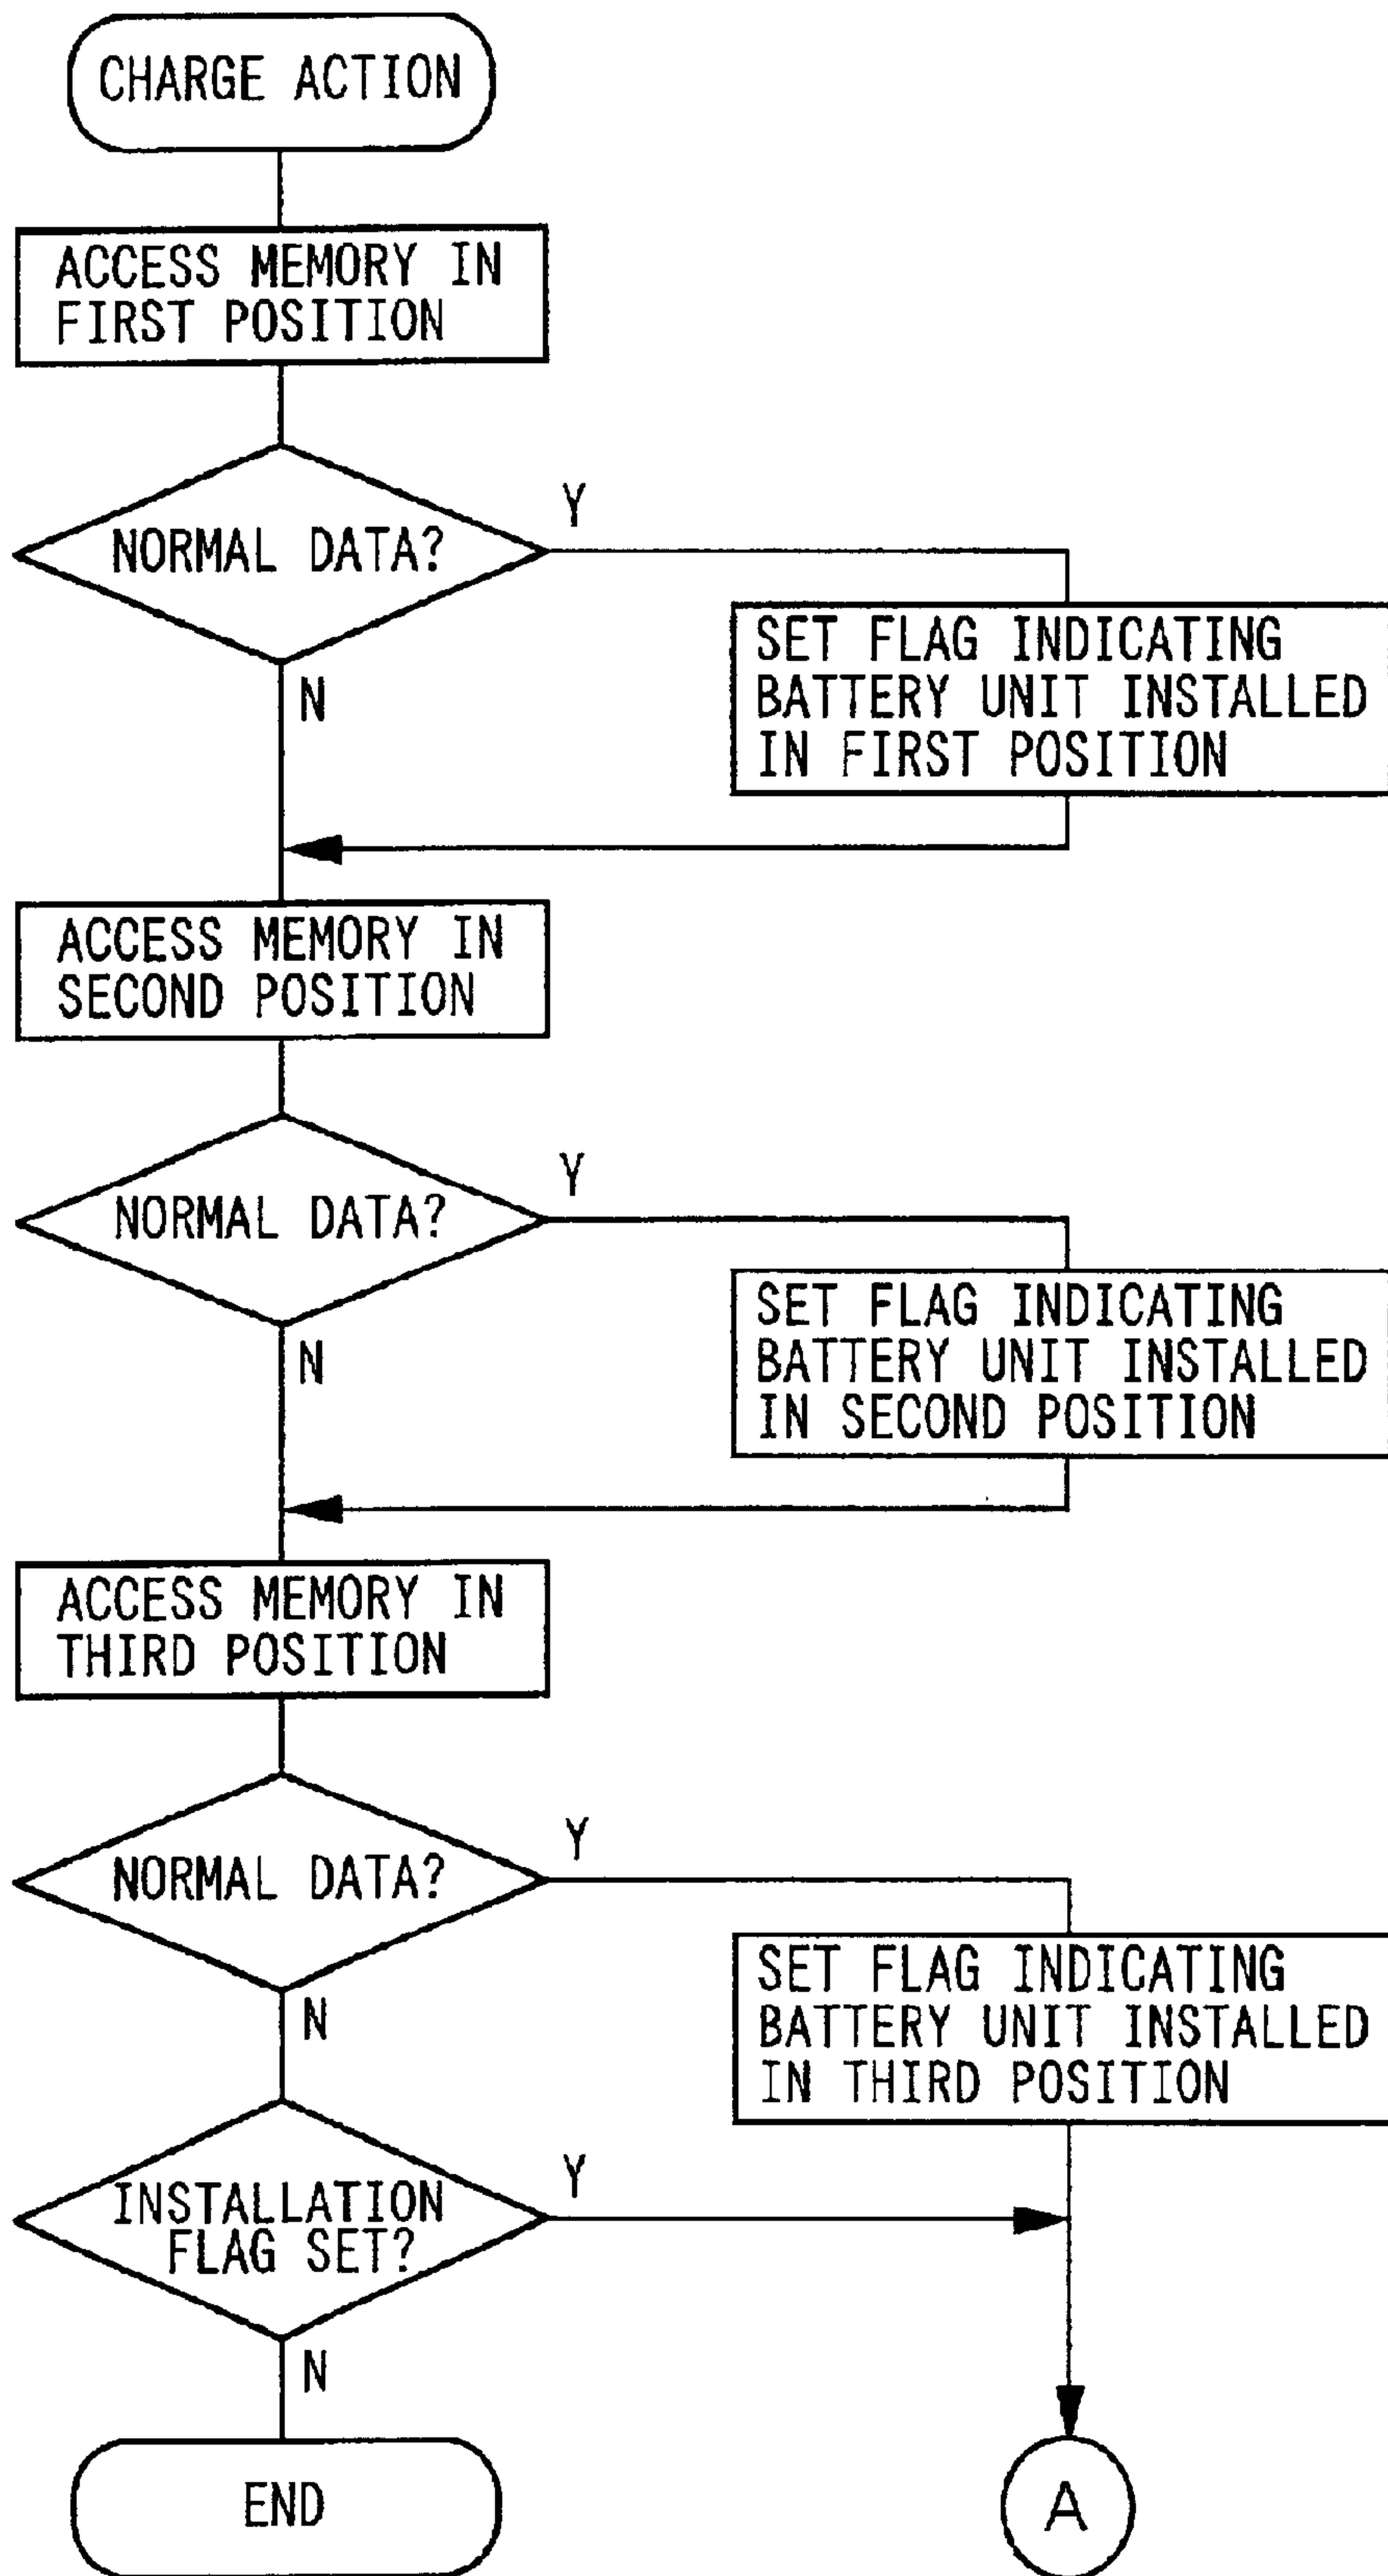 CHARGE ACTION
ACCESS MEMORY IN
FIRST POSITION
NORMAL DATA?
Y
N
SET FLAG INDICATING
BATTERY UNIT INSTALLED
IN FIRST POSITION
ACCESS MEMORY IN
SECOND POSITION
NORMAL DATA?
Y
N
SET FLAG INDICATING
BATTERY UNIT INSTALLED
IN SECOND POSITION
ACCESS MEMORY IN
THIRD POSITION
NORMAL DATA?
Y
N
SET FLAG INDICATING
BATTERY UNIT INSTALLED
IN THIRD POSITION
INSTALLATION
FLAG SET?
Y
N
END
A